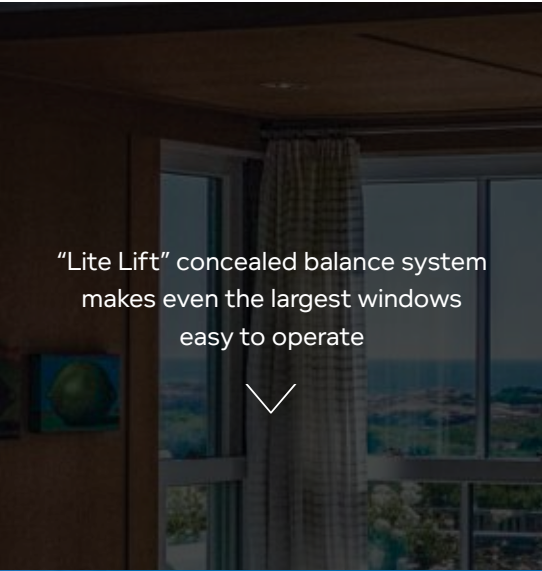 “Lite Lift” concealed balance system
makes even the largest windows
easy to operate